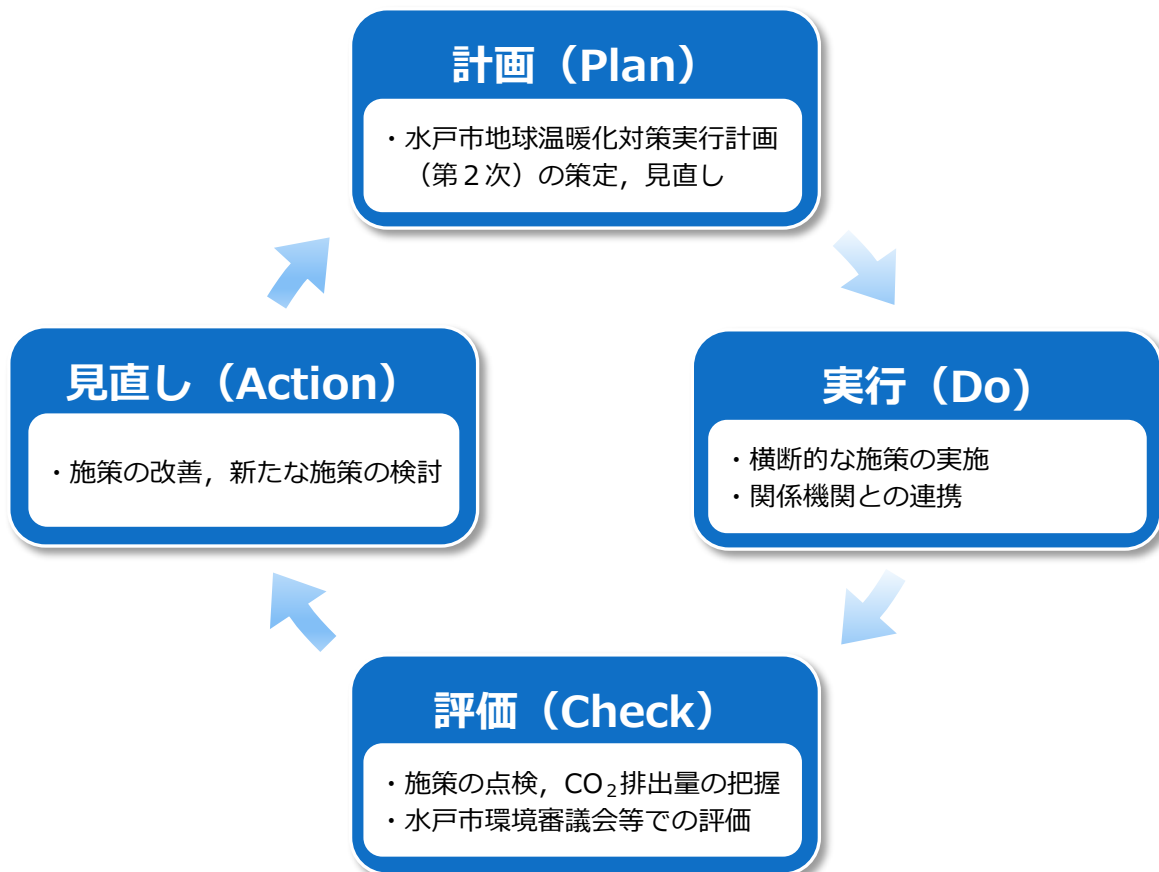 計画（Plan）
・水戸市地球温暖化対策実行計画
（第２次）の策定，見直し
実行（Do)
・横断的な施策の実施
・関係機関との連携
評価（Check）
・施策の点検，CO₂排出量の把握
・水戸市環境審議会等での評価
見直し（Action）
・施策の改善，新たな施策の検討